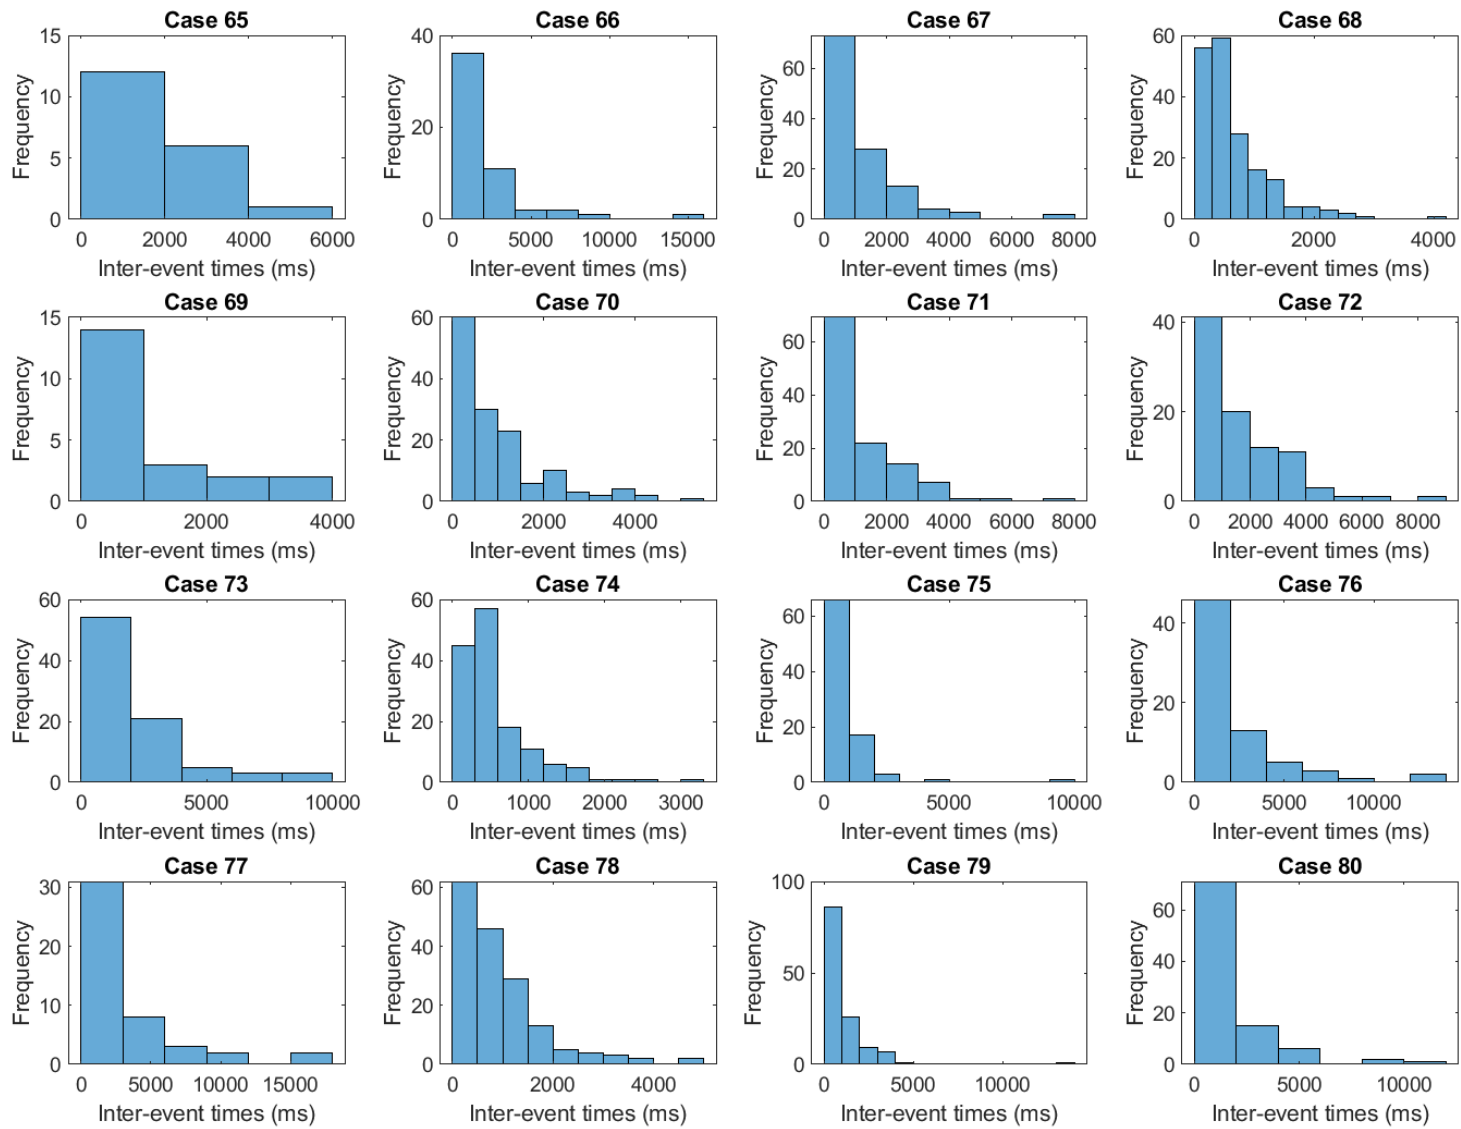 Case 65
15
10
5
0
Frequency
0 2000 4000 6000
Inter-event times (ms)
Case 66
40
20
0
Frequency
0 5000 10000 15000
Inter-event times (ms)
Case 67
60
40
20
0
Frequency
0 2000 4000 6000 8000
Inter-event times (ms)
Case 68
60
40
20
0
Frequency
0 2000 4000
Inter-event times (ms)
Case 69
15
10
5
0
Frequency
0 2000 4000
Inter-event times (ms)
Case 70
60
40
20
0
Frequency
0 2000 4000
Inter-event times (ms)
Case 71
60
40
20
0
Frequency
0 2000 4000 6000 8000
Inter-event times (ms)
Case 72
40
20
0
Frequency
0 2000 4000 6000 8000
Inter-event times (ms)
Case 73
60
40
20
0
Frequency
0 5000 10000
Inter-event times (ms)
Case 74
60
40
20
0
Frequency
0 1000 2000 3000
Inter-event times (ms)
Case 75
60
40
20
0
Frequency
0 5000 10000
Inter-event times (ms)
Case 76
40
20
0
Frequency
0 5000 10000
Inter-event times (ms)
Case 77
30
20
10
0
Frequency
0 5000 10000 15000
Inter-event times (ms)
Case 78
60
40
20
0
Frequency
0 2000 4000
Inter-event times (ms)
Case 79
100
50
0
Frequency
0 5000 10000
Inter-event times (ms)
Case 80
60
40
20
0
Frequency
0 5000 10000
Inter-event times (ms)